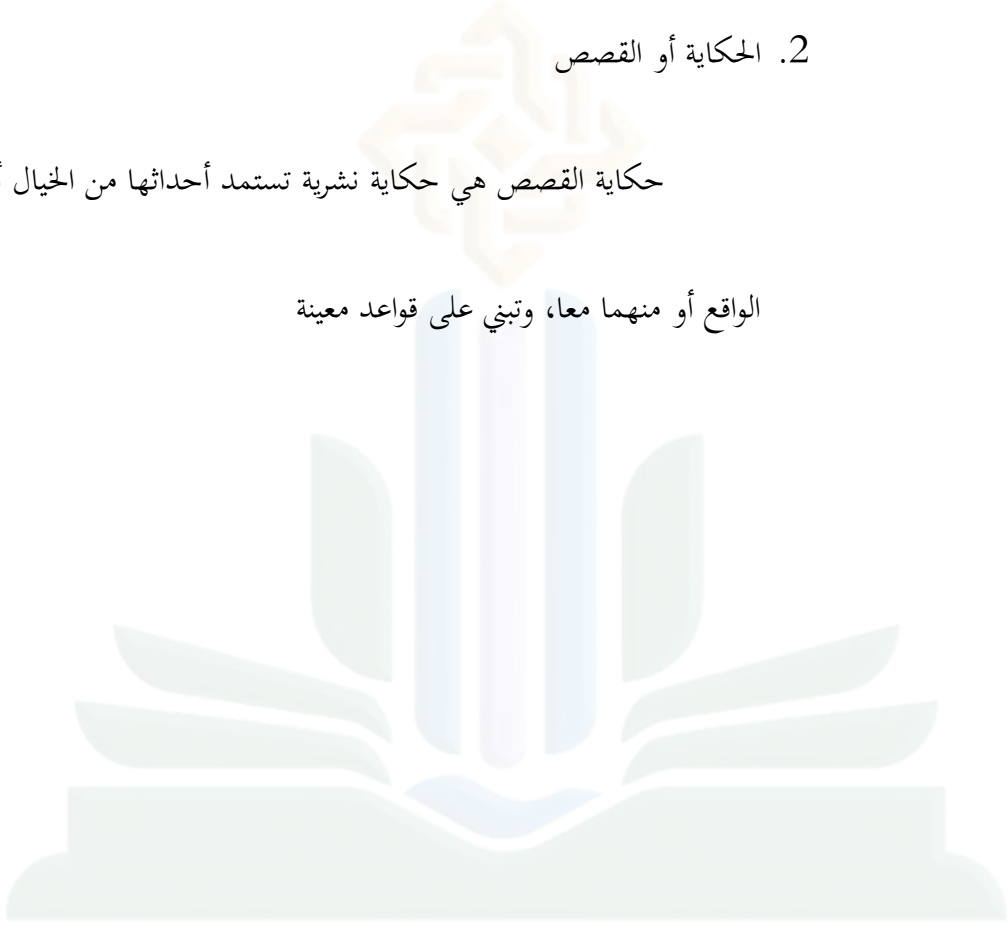 2. الحكاية أو القصص
حكاية القصص هي حكاية نشرية تستمد أحداثها من الخيال
الواقع أو منهما معا، وتبني على قواعد معينة